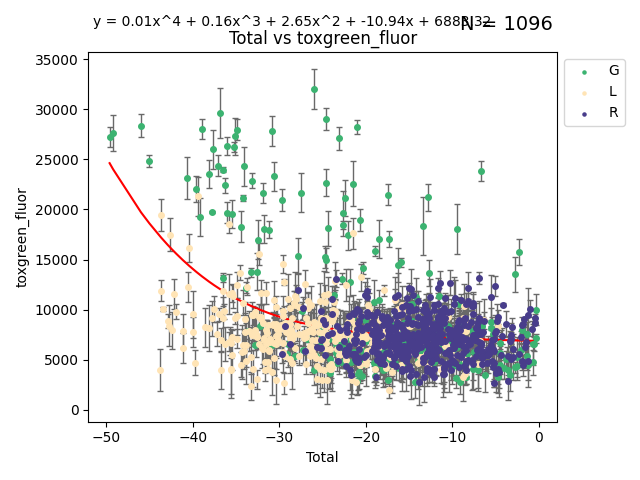 y = 0.01x^4 + 0.16x^3 + 2.65x^2 + -10.94x + 6883.32
N = 1096
Total vs toxgreen_fluor
35000
30000
25000
20000
15000
10000
5000
0
toxgreen_fluor
−50
−40
−30
−20
−10
0
Total
G
L
R